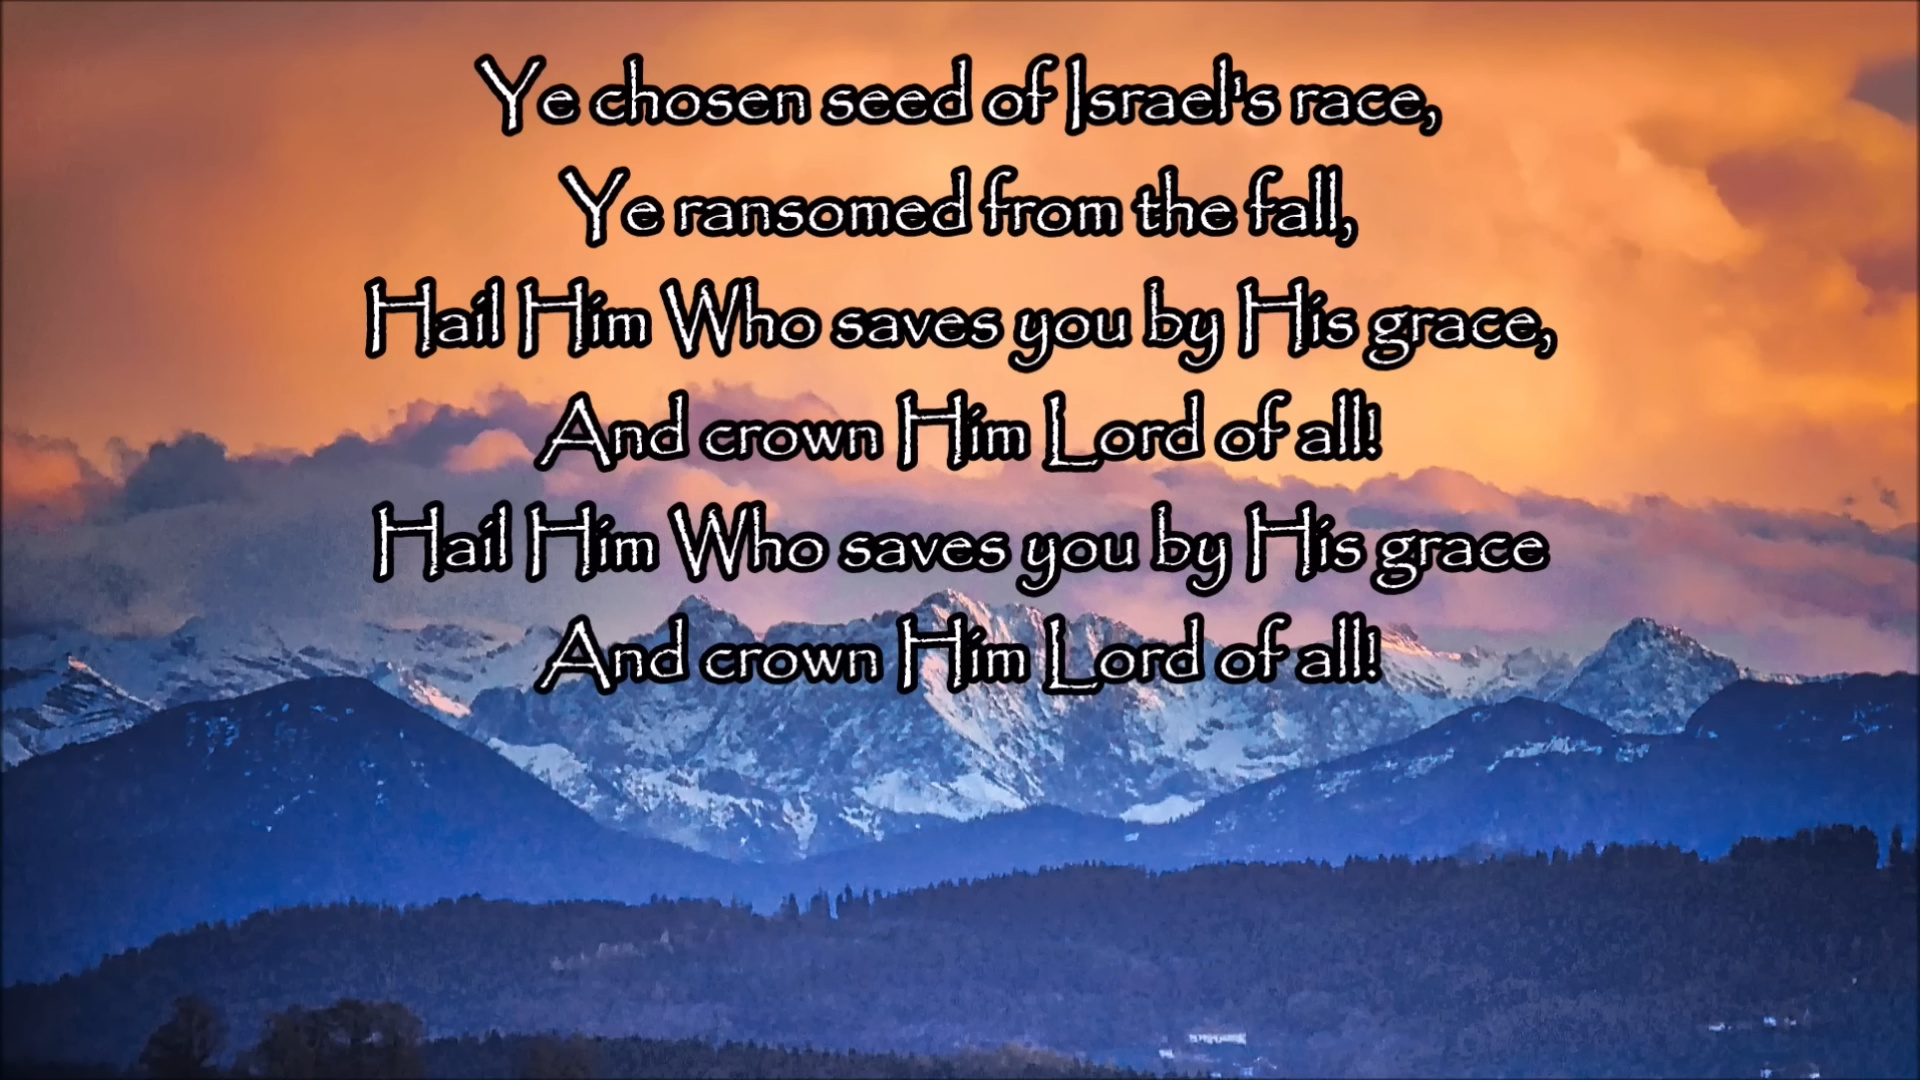 Ye chosen seed of Israel's race,
Ye ransomed from the fall,
Hail Him Who saves you by His grace,
And crown Him Lord of all!
Hail Him Who saves you by His grace
And crown Him Lord of all!